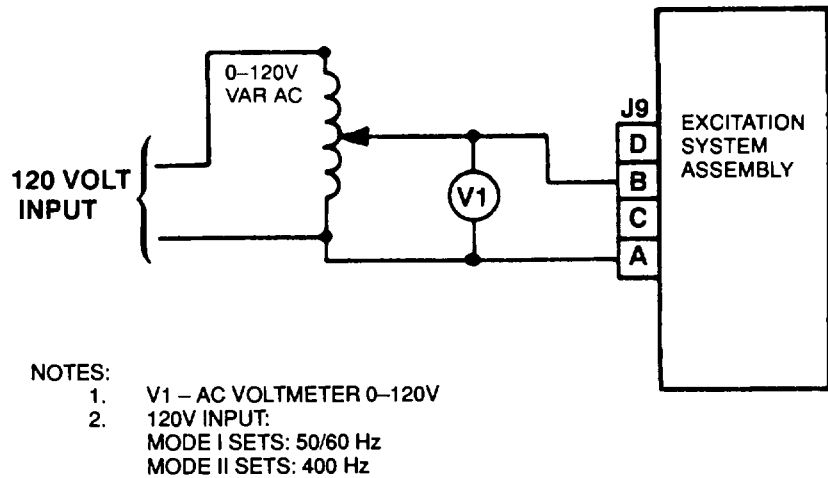 0–120V
VAR AC
120 VOLT
INPUT
V1
J9
D
B
C
A
EXCITATION
SYSTEM
ASSEMBLY
NOTES:
1. V1 – AC VOLTMETER 0–120V
2. 120V INPUT:
MODE I SETS: 50/60 Hz
MODE II SETS: 400 Hz